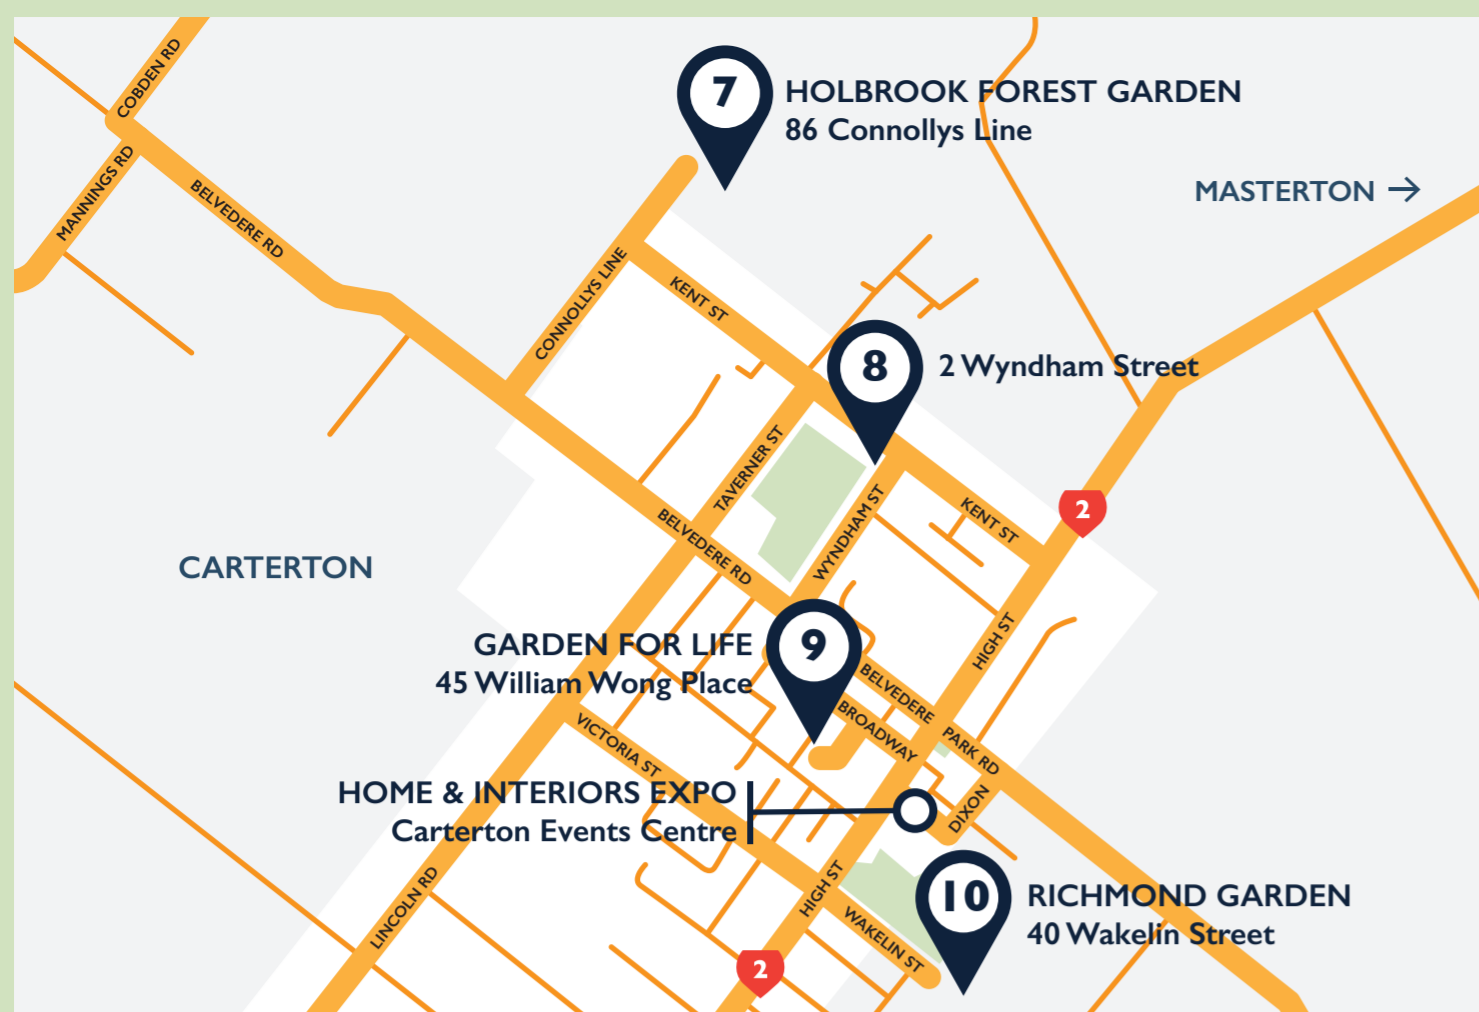 COBDEN RD
MANNINGS RD
BELVEDERE RD
7
HOLBROOK FOREST GARDEN
86 Connollys Line
MASTERTON →
CONNOLLYS LINE
KENT ST
8
2 Wyndham Street
TAVERNER ST
WYNDHAM ST
KENT ST
2
BELVEDERE RD
CARTERTON
HIGH ST
GARDEN FOR LIFE
45 William Wong Place
9
BELVEDERE
PARK RD
BROADWAY
VICTORIA ST
HOME & INTERIORS EXPO
Carterton Events Centre
DIXON
HIGH ST
LINCOLN RD
WAKELIN ST
10
RICHMOND GARDEN
40 Wakelin Street
2